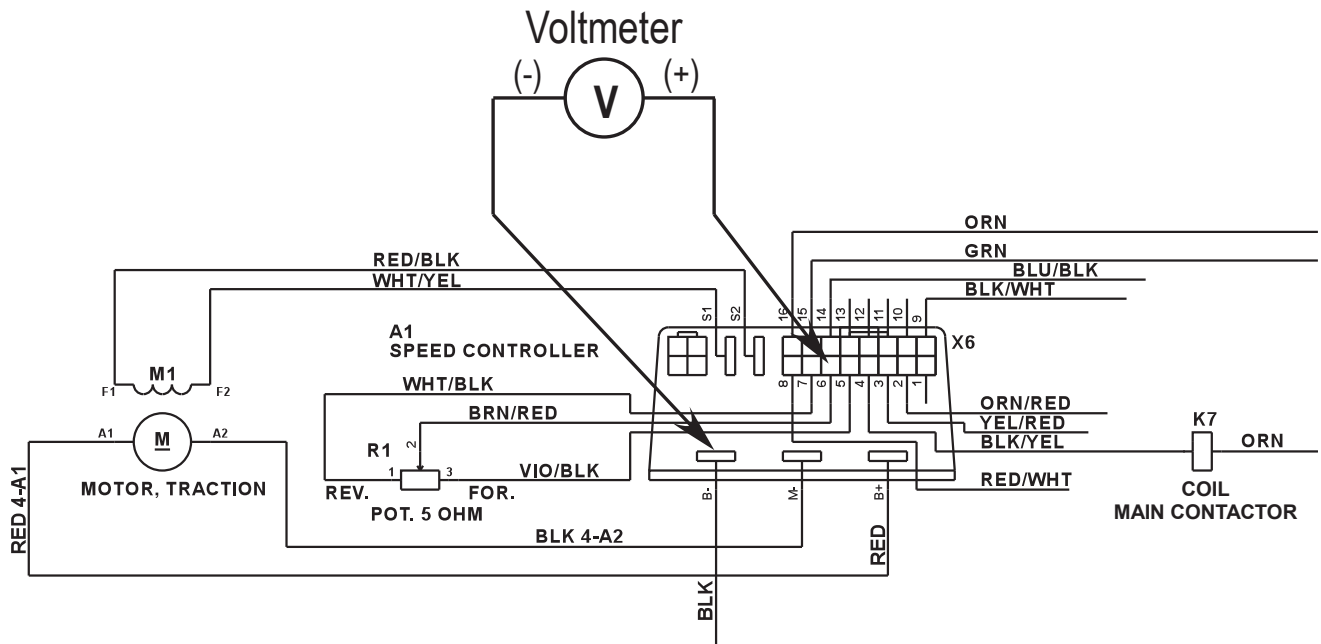 Voltmeter
(-)
(+)
V
ORN
GRN
RED/BLK
BLU/BLK
WHT/YEL
BLK/WHT
S1
S2
16
15
14
13
12
11
10
9
A1
SPEED CONTROLLER
X6
M1
F1
F2
WHT/BLK
8
7
6
5
4
3
2
1
BRN/RED
ORN/RED
YEL/RED
BLK/YEL
K7
ORN
A1
M
A2
R1
2
1
3
VIO/BLK
RED/WHT
MOTOR, TRACTION
REV.
FOR.
POT. 5 OHM
B-
M-
B+
COIL
MAIN CONTACTOR
RED 4-A1
BLK 4-A2
RED
BLK